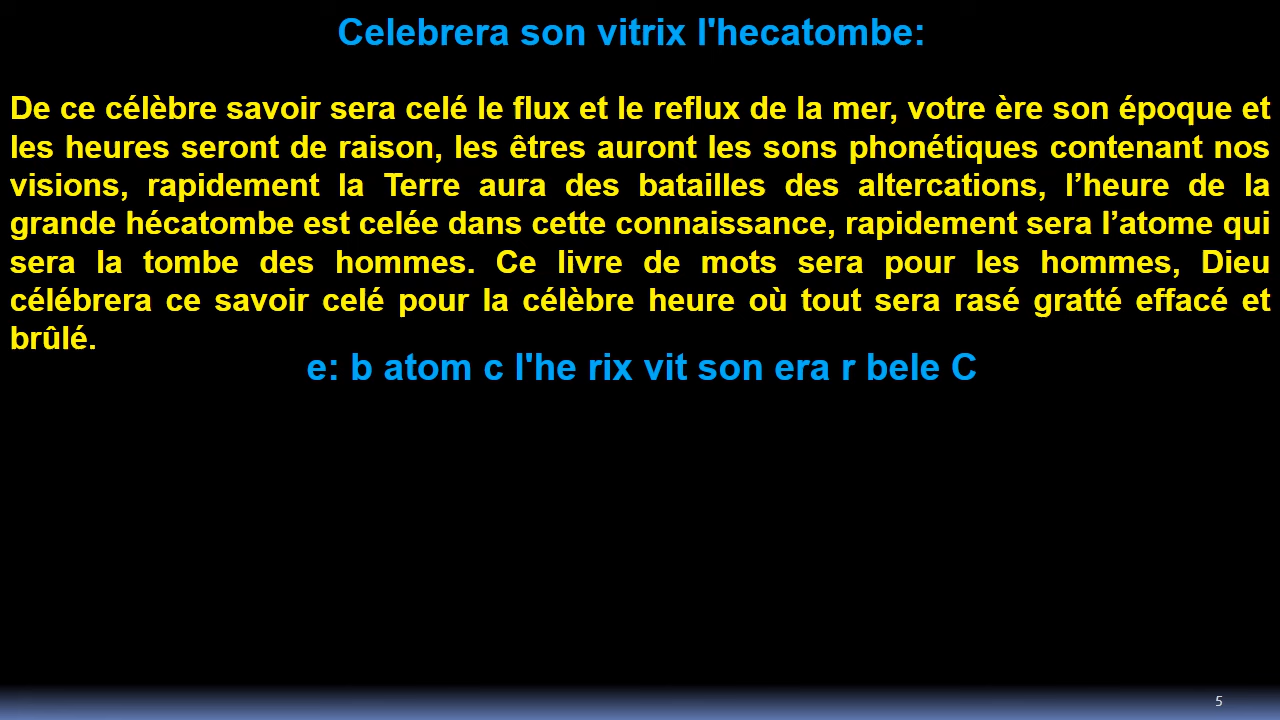 Celebrera son vitrix l'hecatombe:
De ce célèbre savoir sera celé le flux et le reflux de la mer, votre ère son époque et
les heures seront de raison, les êtres auront les sons phonétiques contenant nos
visions, rapidement la Terre aura des batailles des altercations, l’heure de la
grande hécatombe est celée dans cette connaissance, rapidement sera l’atome qui
sera la tombe des hommes. Ce livre de mots sera pour les hommes, Dieu
célébrera ce savoir celé pour la célèbre heure où tout sera rasé gratté effacé et
brûlé.
e: b atom c l'he rix vit son era r bele C
5